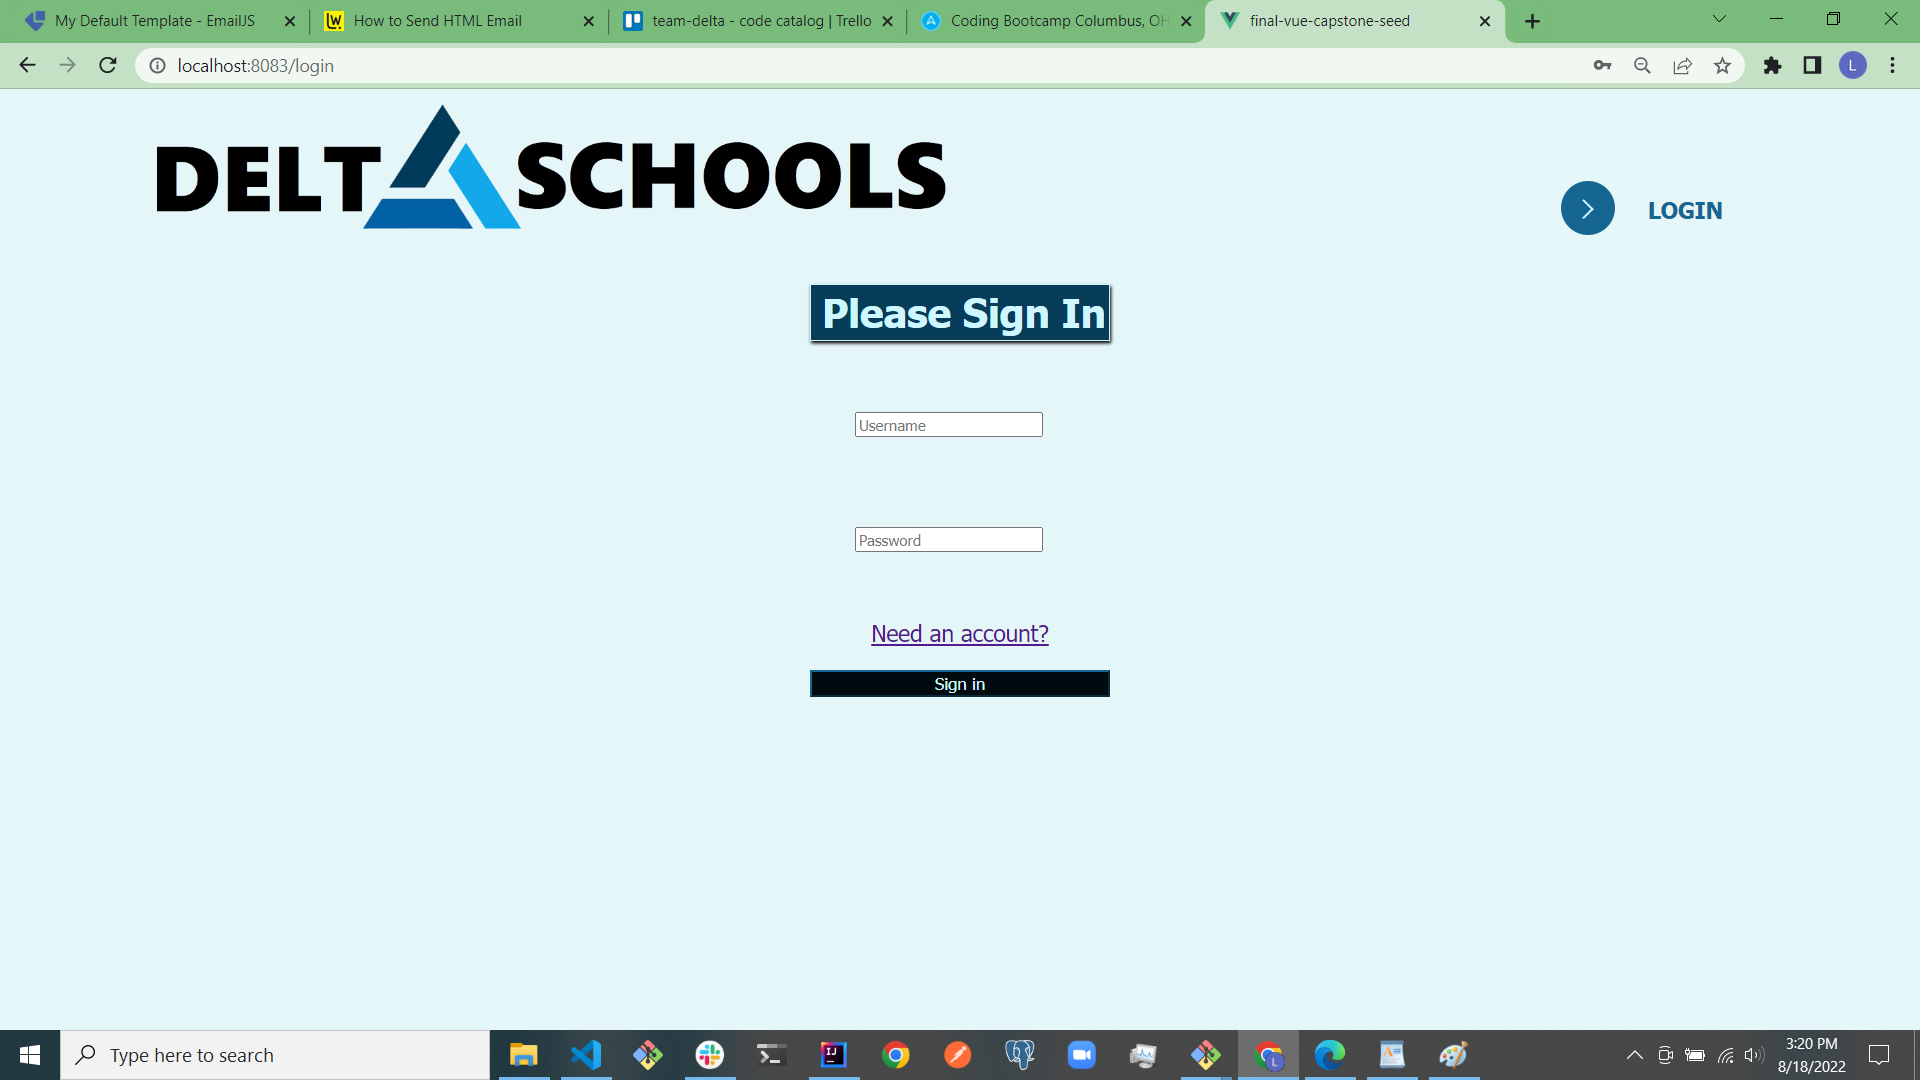 My Default Template - EmailJS
How to Send HTML Email
team-delta - code catalog | Trello
Coding Bootcamp Columbus, OH
final-vue-capstone-seed
localhost:8083/login
L
DELTA SCHOOLS
LOGIN
Please Sign In
Username
Password
Need an account?
Sign in
Type here to search
3:20 PM
8/18/2022